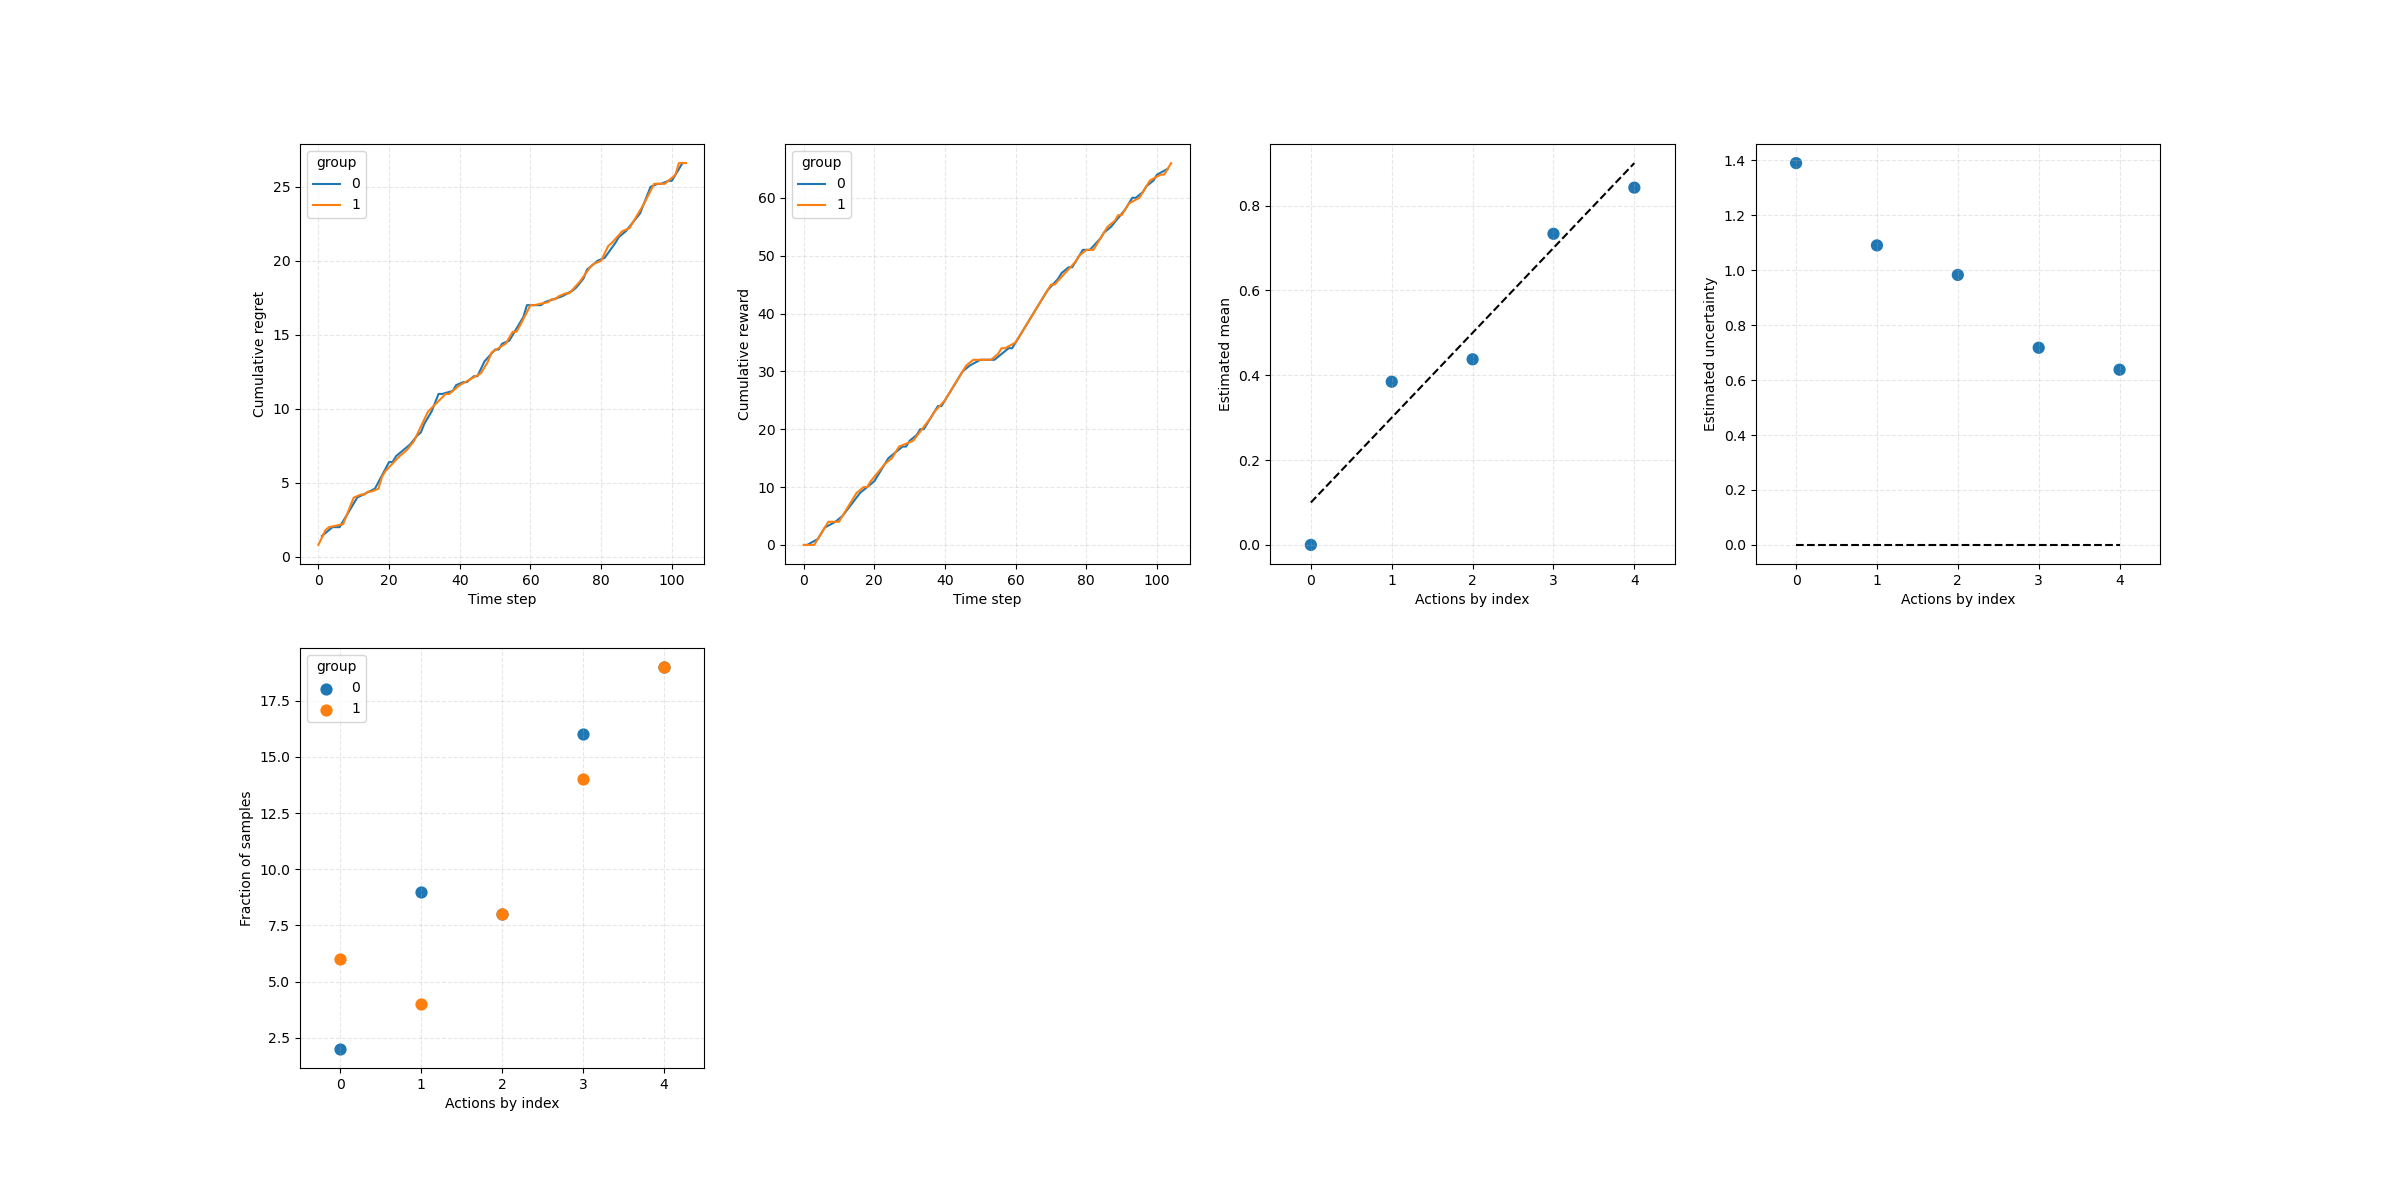 group
0
1
25
20
15
10
5
0
Cumulative regret
0 20 40 60 80 100
Time step
group
0
1
60
50
40
30
20
10
0
Cumulative reward
0 20 40 60 80 100
Time step
0.8
0.6
0.4
0.2
0.0
Estimated mean
0 1 2 3 4
Actions by index
1.4
1.2
1.0
0.8
0.6
0.4
0.2
0.0
Estimated uncertainty
0 1 2 3 4
Actions by index
group
0
1
17.5
15.0
12.5
10.0
7.5
5.0
2.5
Fraction of samples
0 1 2 3 4
Actions by index